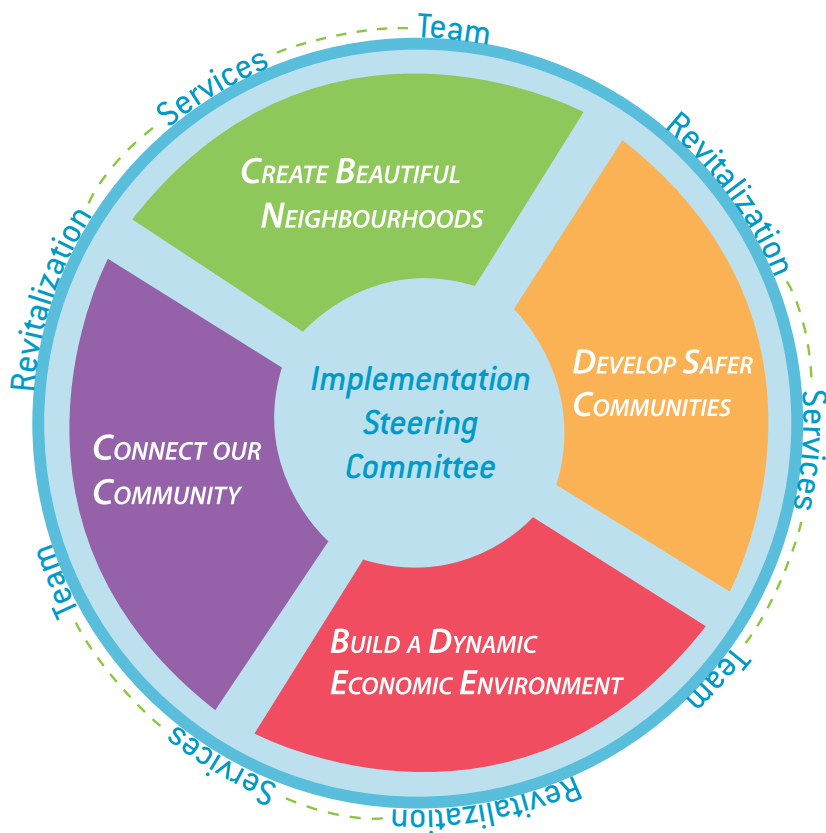 Revitalization
Services
Team
Revitalization
Services
Team
Revitalization
Services
Team
CREATE BEAUTIFUL
NEIGHBOURHOODS
DEVELOP SAFER
COMMUNITIES
Implementation
Steering
Committee
CONNECT OUR
COMMUNITY
BUILD A DYNAMIC
ECONOMIC ENVIRONMENT